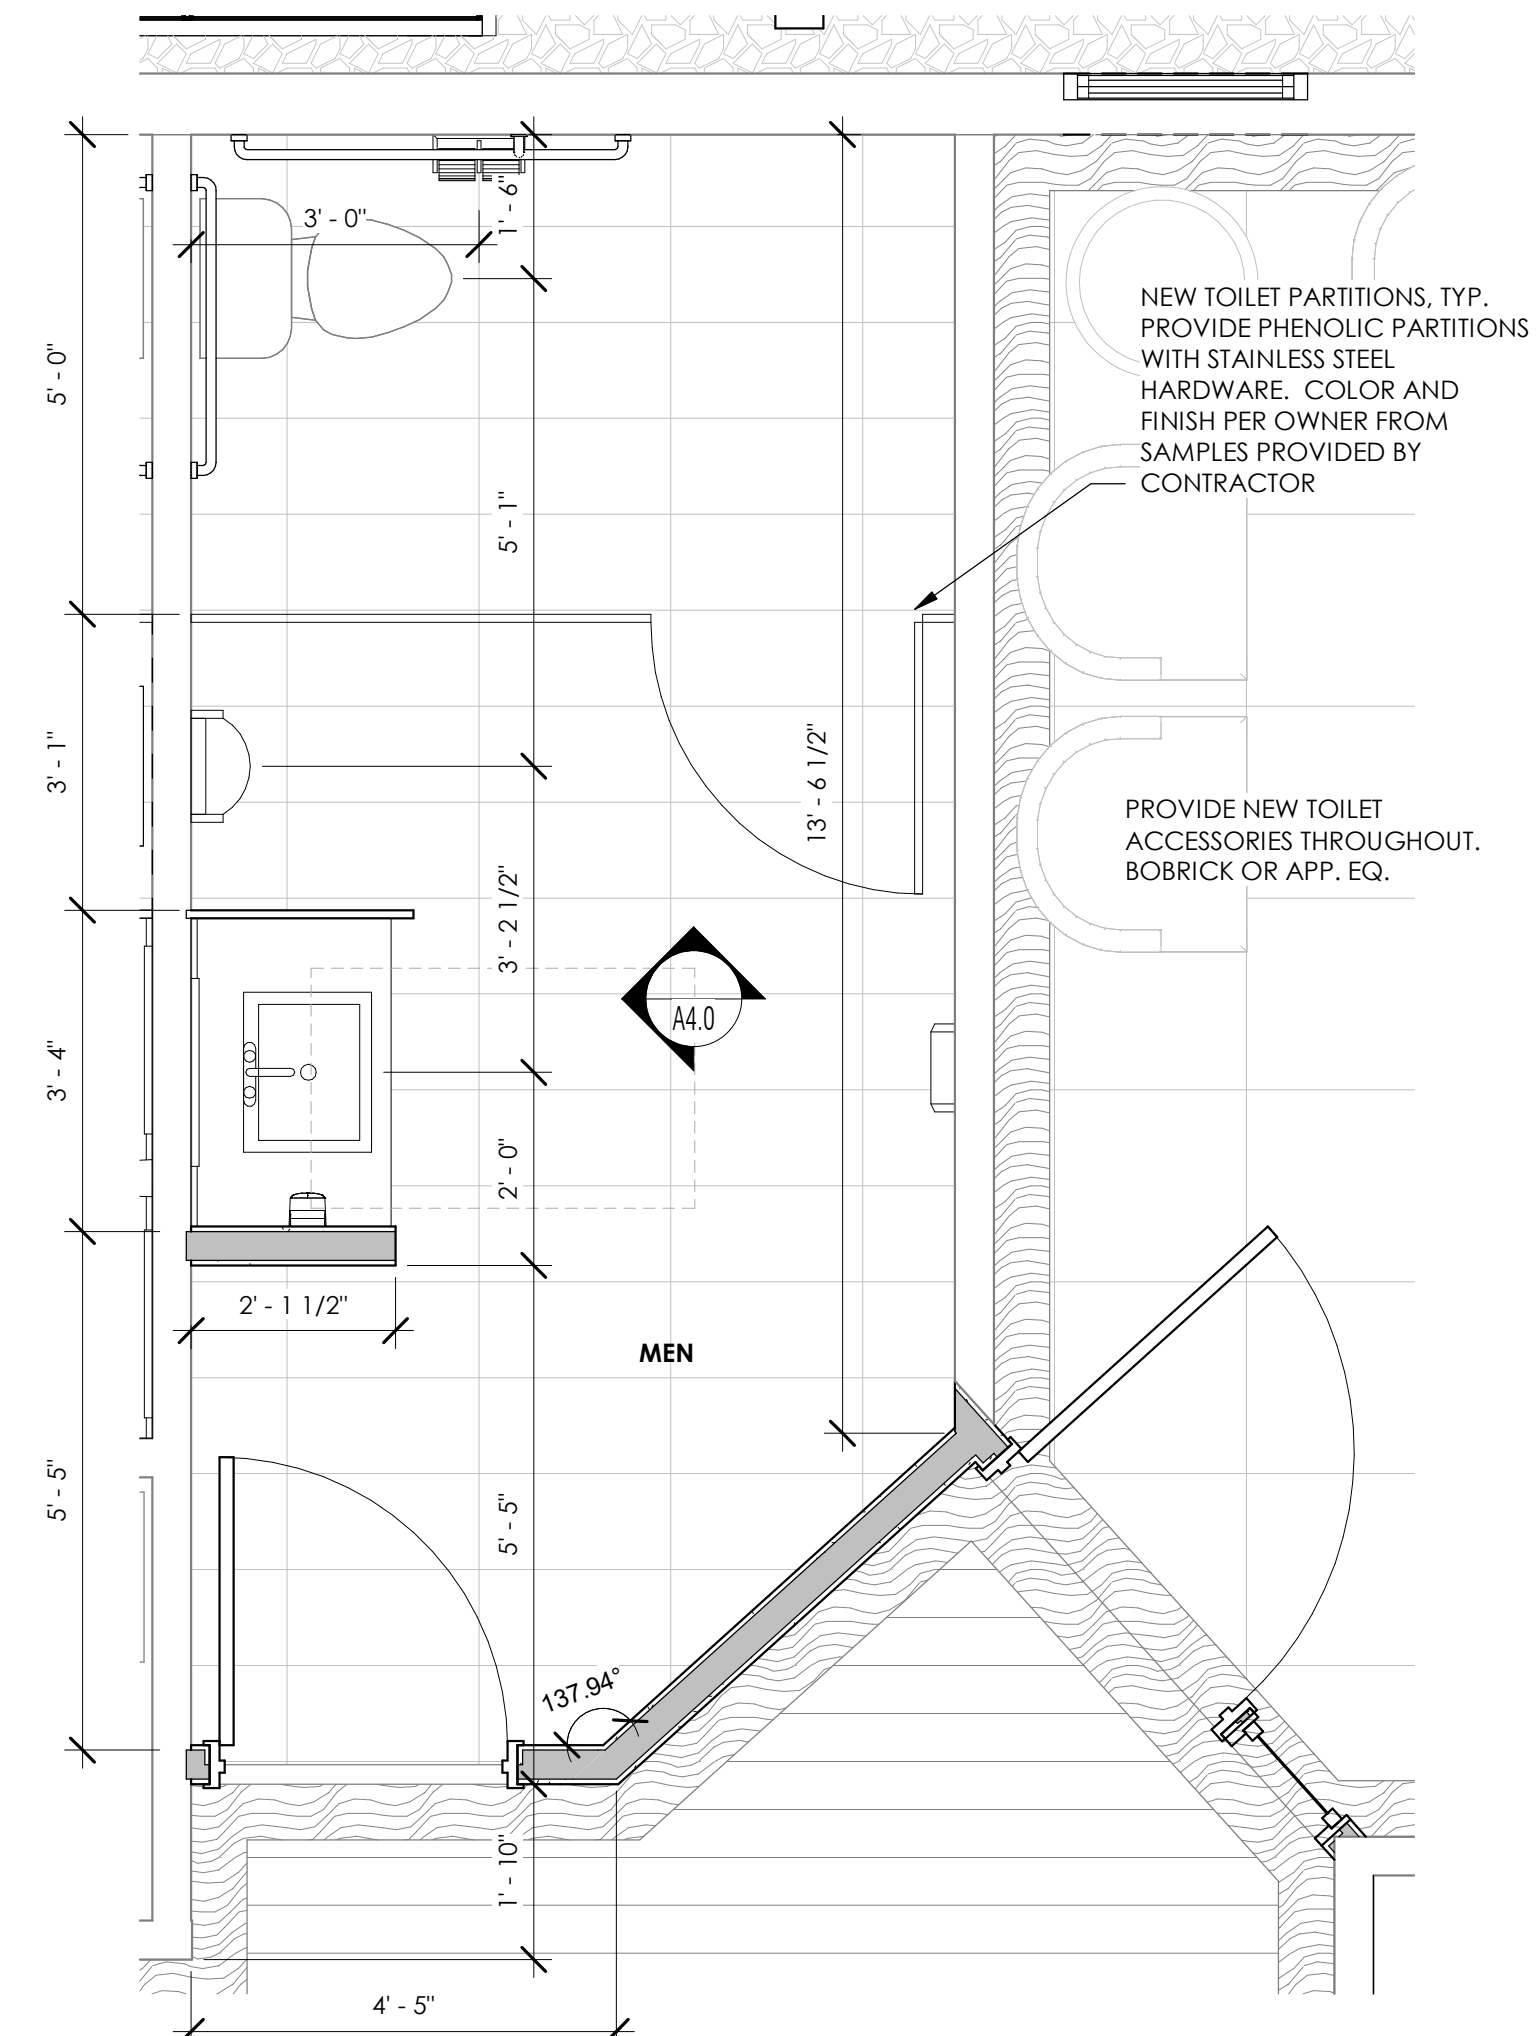 1' - 6"
3' - 0"
NEW TOILET PARTITIONS, TYP.
PROVIDE PHENOLIC PARTITIONS
WITH STAINLESS STEEL
HARDWARE.  COLOR AND
FINISH PER OWNER FROM
SAMPLES PROVIDED BY
CONTRACTOR
5' - 0"
5' - 1"
3' - 1"
13' - 6 1/2"
PROVIDE NEW TOILET
ACCESSORIES THROUGHOUT.
BOBRICK OR APP. EQ.
3' - 2 1/2"
A4.0
3' - 4"
2' - 0"
2' - 1 1/2"
MEN
5' - 5"
5' - 5"
137.94°
1' - 10"
4' - 5"